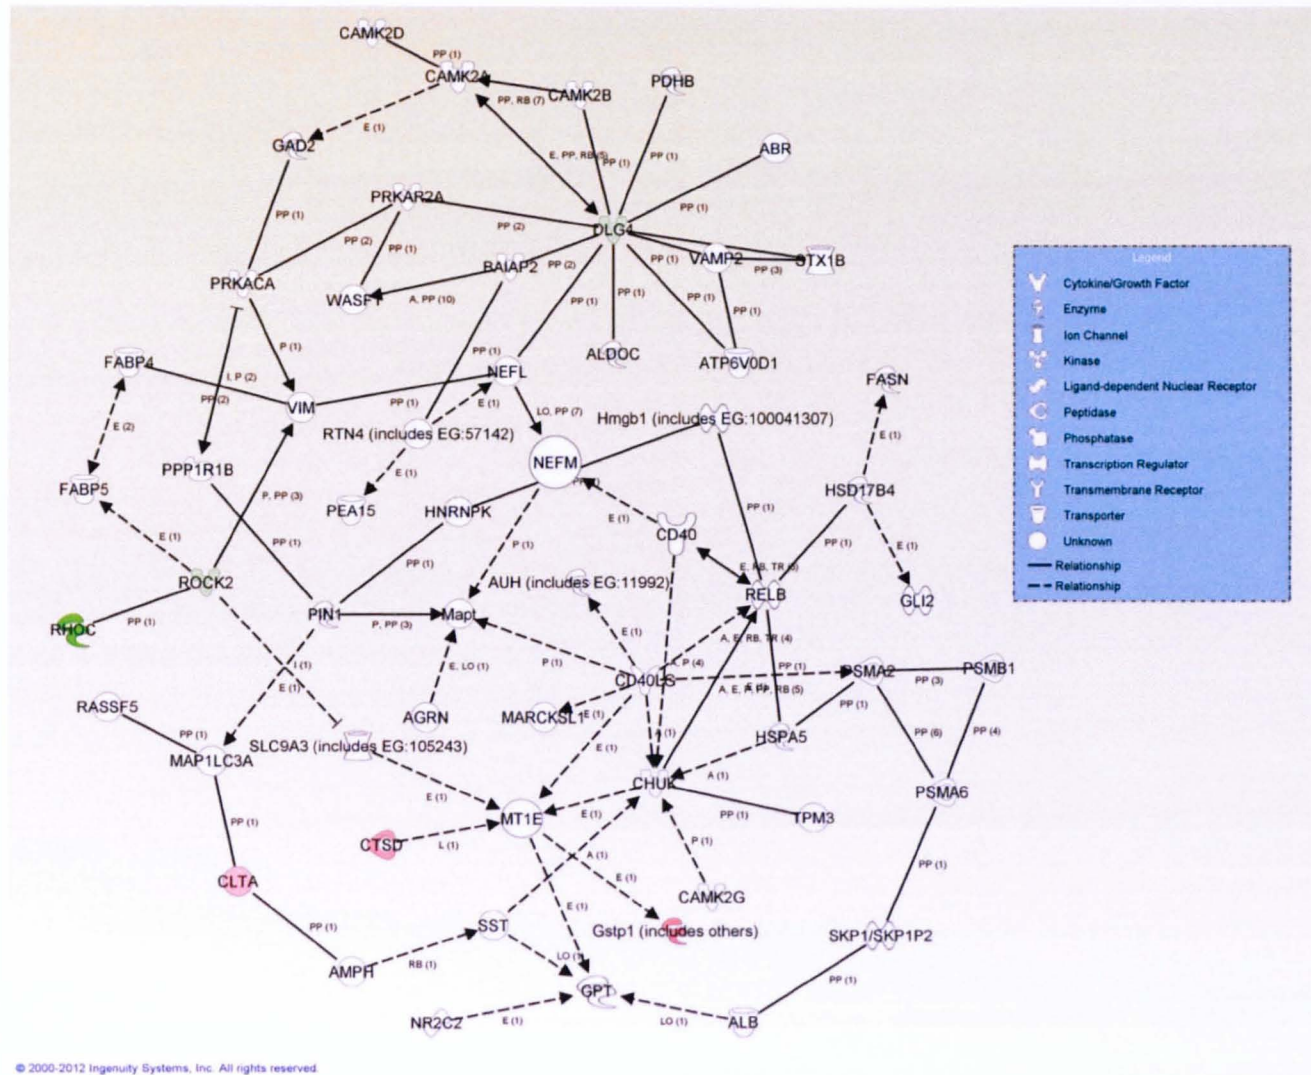 CAMK2D
PP (1)
CAMK2A
PP, RB (7)
CAMK2B
PDHB
E (1)
GAD2
E, PP, RB (5)
PP (1)
PP (1)
ABR
PRKAR2A
PP (1)
PP (1)
PP (2)
DLG4
PP (2)
PP (1)
BAIAP2
PP (2)
PP (1)
VAMP2
PP (3)
STX1B
PRKACA
WASF1
A, PP (10)
PP (1)
PP (1)
PP (1)
PP (1)
P (1)
PP (1)
ALDOC
ATP6V0D1
FABP4
NEFL
FASN
I, P (2)
PP (2)
VIM
PP (1)
E (1)
LO, PP (7)
Hmgb1 (includes EG:100041307)
E (2)
RTN4 (includes EG:57142)
E (1)
PPP1R1B
E (1)
NEFM
FABP5
P, PP (3)
PEA15
HNRNPK
HSD17B4
E (1)
PP (1)
E (1)
PP (1)
CD40
P (1)
PP (1)
PP (1)
E (1)
ROCK2
AUH (includes EG:11992)
E, RB, TR (6)
RELB
GLI2
RHOC
PP (1)
PIN1
P, PP (3)
Mapt
E (1)
A, E, RB, TR (4)
I (1)
E, LO (1)
P (1)
A, P (4)
PP (1)
PSMA2
PSMB1
E (1)
CD40LG
A, E, P, PP, RB (5)
PP (3)
RASSF5
AGRN
MARCKSL1
E (1)
PP (1)
PP (1)
SLC9A3 (includes EG:105243)
E (1)
HSPA5
PP (6)
PP (4)
MAP1LC3A
A (1)
CHUK
PSMA6
E (1)
E (1)
PP (1)
TPM3
PP (1)
MT1E
CTSD
L (1)
P (1)
A (1)
PP (1)
CLTA
CAMK2G
E (1)
E (1)
PP (1)
SST
Gstp1 (includes others)
SKP1/SKP1P2
AMPH
RB (1)
LO (1)
PP (1)
GPT
NR2C2
E (1)
LO (1)
ALB
Legend
Cytokine/Growth Factor
Enzyme
Ion Channel
Kinase
Ligand-dependent Nuclear Receptor
Peptidase
Phosphatase
Transcription Regulator
Transmembrane Receptor
Transporter
Unknown
Relationship
Relationship
© 2000-2012 Ingenuity Systems, Inc. All rights reserved.